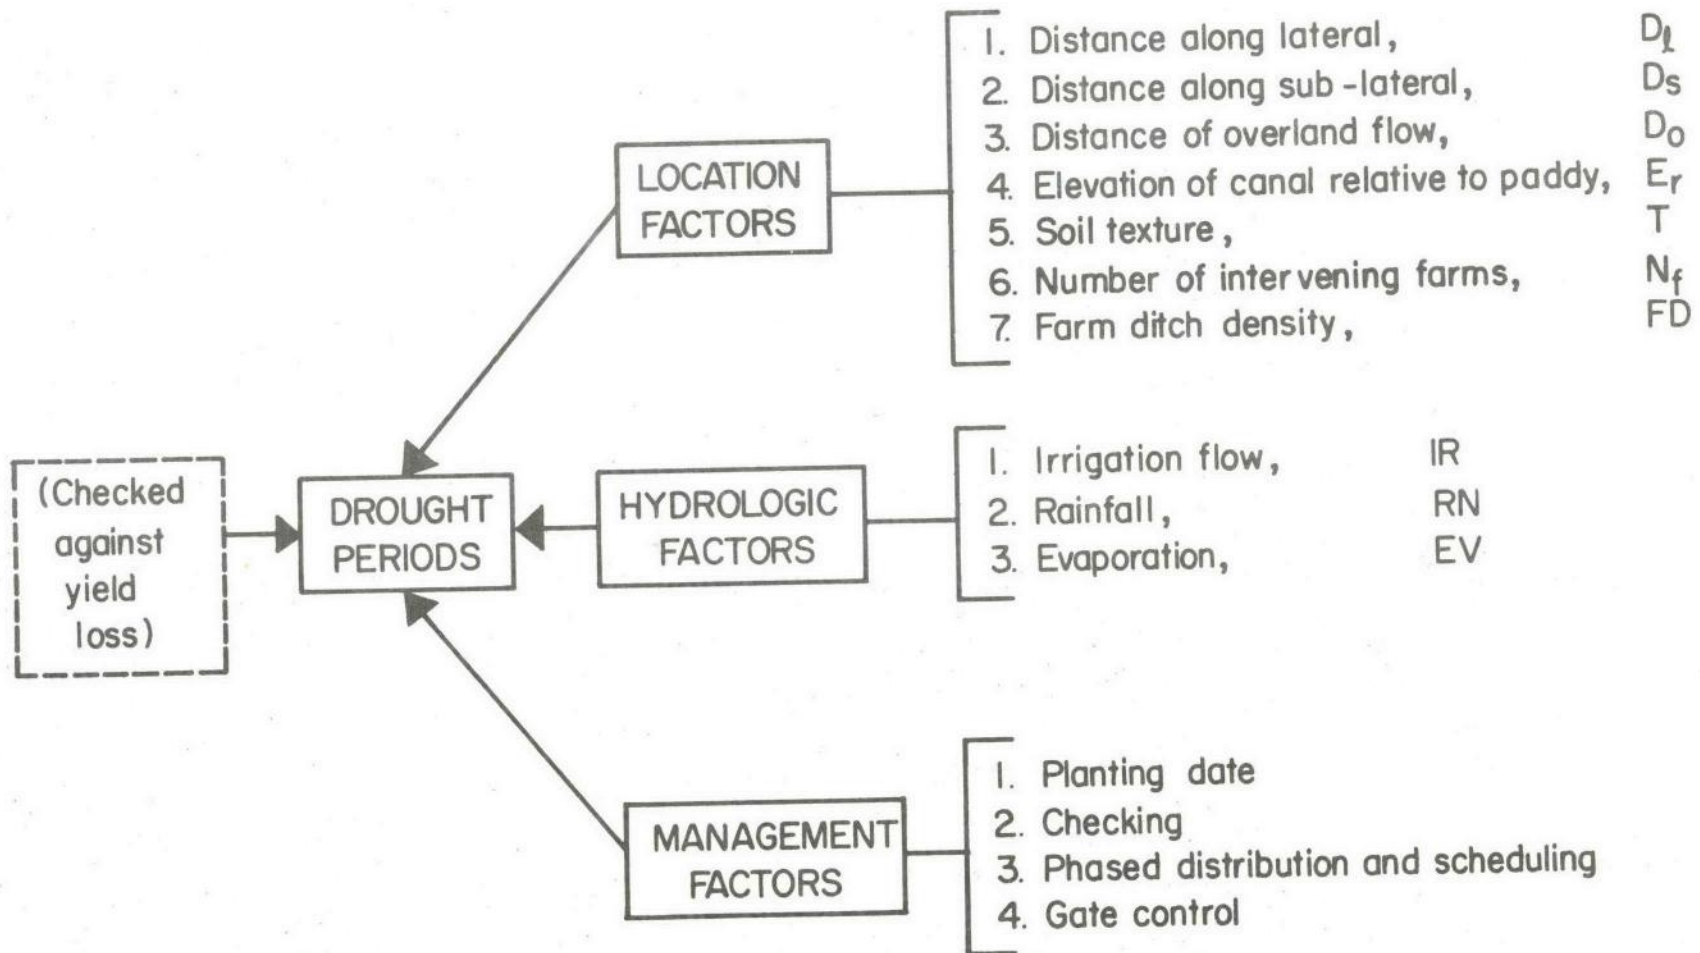 LOCATION
FACTORS
1. Distance along lateral, Dℓ
2. Distance along sub-lateral, Ds
3. Distance of overland flow, Do
4. Elevation of canal relative to paddy, Er
5. Soil texture, T
6. Number of intervening farms, Nf
7. Farm ditch density, FD
(Checked
against
yield
loss)
DROUGHT
PERIODS
HYDROLOGIC
FACTORS
1. Irrigation flow, IR
2. Rainfall, RN
3. Evaporation, EV
MANAGEMENT
FACTORS
1. Planting date
2. Checking
3. Phased distribution and scheduling
4. Gate control